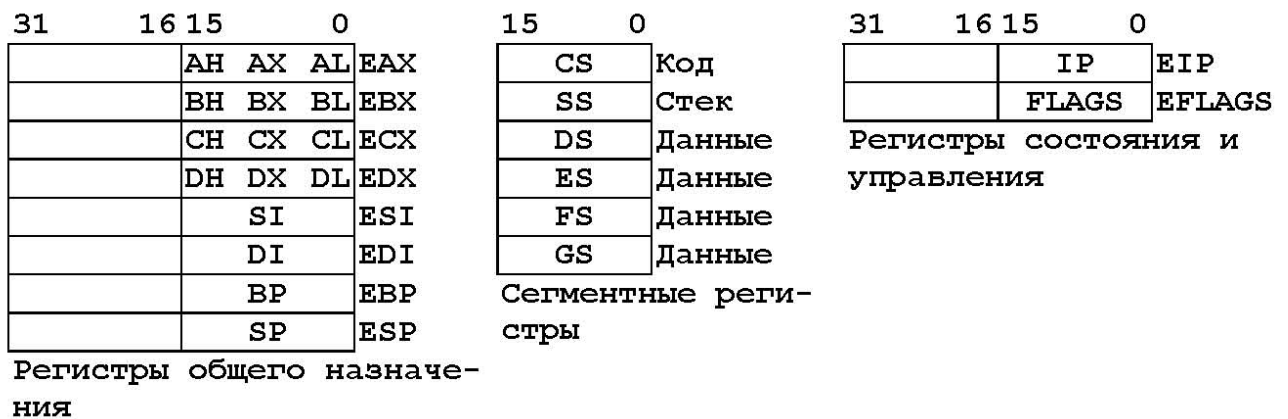 31 16 15 0
AH AX AL EAX
BH BX BL EBX
CH CX CL ECX
DH DX DL EDX
SI ESI
DI EDI
BP EBP
SP ESP
Регистры общего назначе-
ния
15 0
CS Код
SS Стек
DS Данные
ES Данные
FS Данные
GS Данные
Сегментные реги-
стры
31 16 15 0
IP EIP
FLAGS EFLAGS
Регистры состояния и
управления